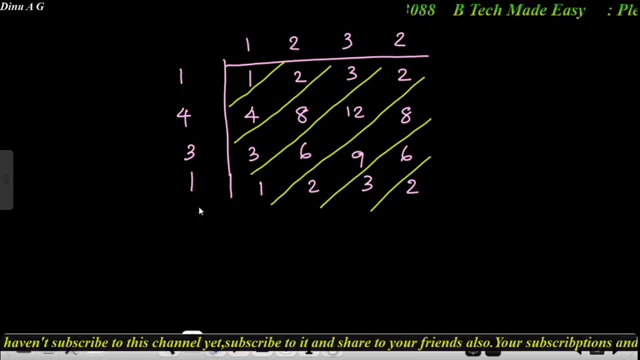 Dinu A G
3088 B Tech Made Easy : Ple
1 2 3 2
1 1 2 3 2
4 4 8 12 8
3 3 6 9 6
1 1 2 3 2
haven't subscribe to this channel yet,subscribe to it and share to your friends also.Your subscribptions and